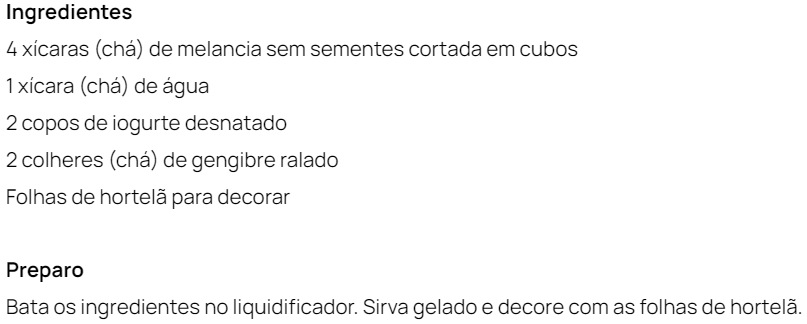 Ingredientes
4 xícaras (chá) de melancia sem sementes cortada em cubos
1 xícara (chá) de água
2 copos de iogurte desnatado
2 colheres (chá) de gengibre ralado
Folhas de hortelã para decorar
Preparo
Bata os ingredientes no liquidificador. Sirva gelado e decore com as folhas de hortelã.